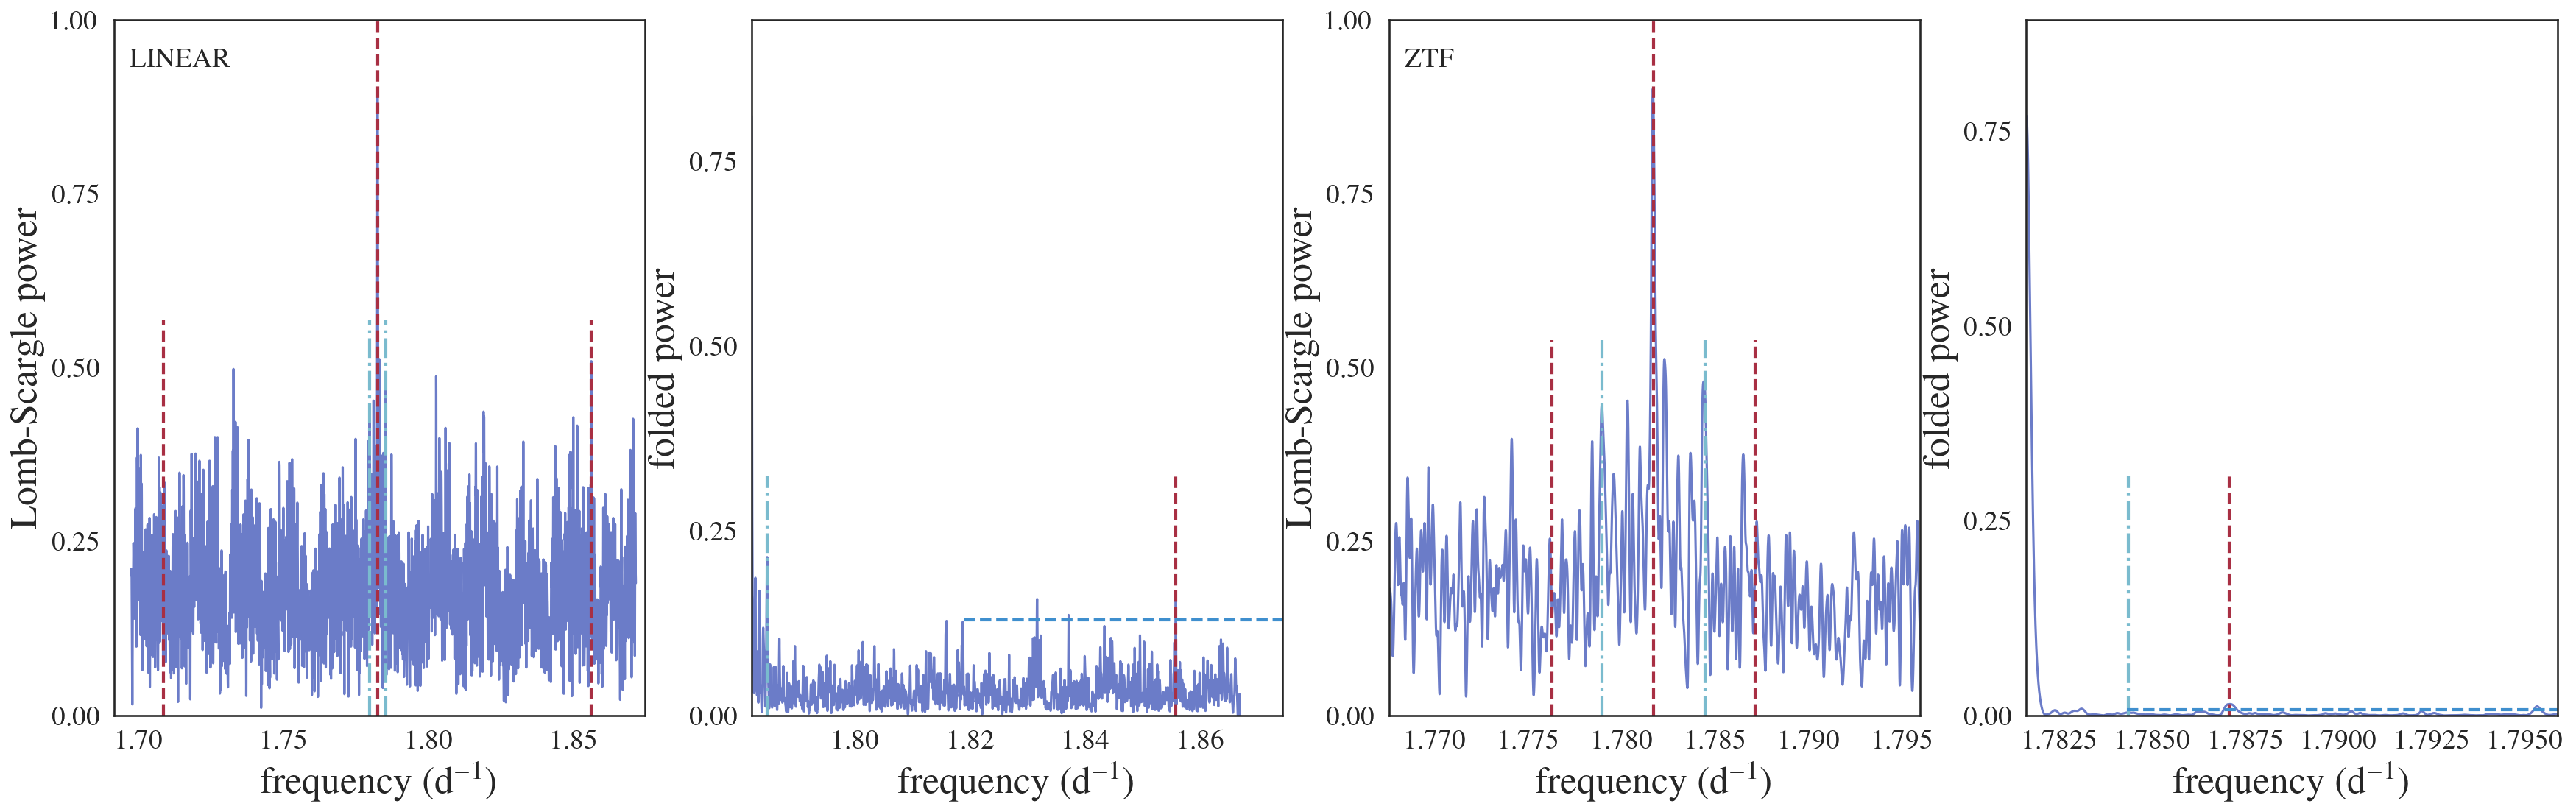 LINEAR
Lomb-Scargle power
1.00
0.75
0.50
0.25
0.00
1.70 1.75 1.80 1.85
frequency (d⁻¹)
folded power
0.75
0.50
0.25
0.00
1.80 1.82 1.84 1.86
frequency (d⁻¹)
ZTF
Lomb-Scargle power
1.00
0.75
0.50
0.25
0.00
1.770 1.775 1.780 1.785 1.790 1.795
frequency (d⁻¹)
folded power
0.75
0.50
0.25
0.00
1.7825 1.7850 1.7875 1.7900 1.7925 1.7950
frequency (d⁻¹)